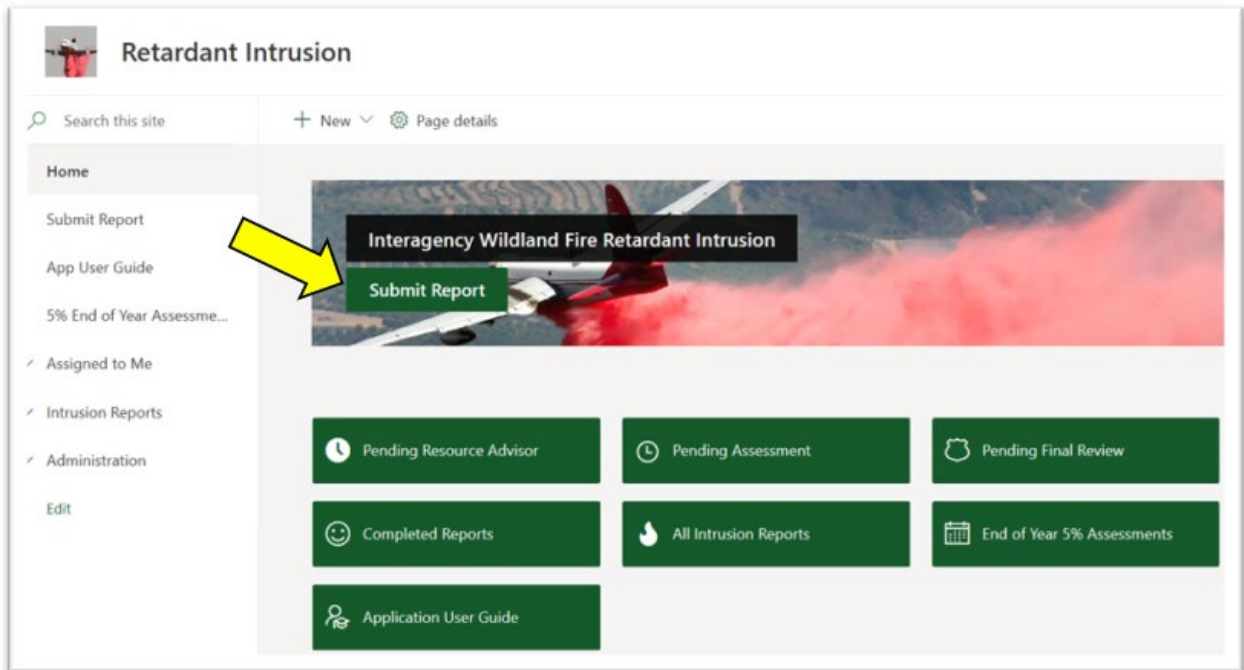 Retardant Intrusion
Search this site
+ New
Page details
Home
Submit Report
App User Guide
5% End of Year Assessme...
Assigned to Me
Intrusion Reports
Administration
Edit
Interagency Wildland Fire Retardant Intrusion
Submit Report
Pending Resource Advisor
Pending Assessment
Pending Final Review
Completed Reports
All Intrusion Reports
End of Year 5% Assessments
Application User Guide